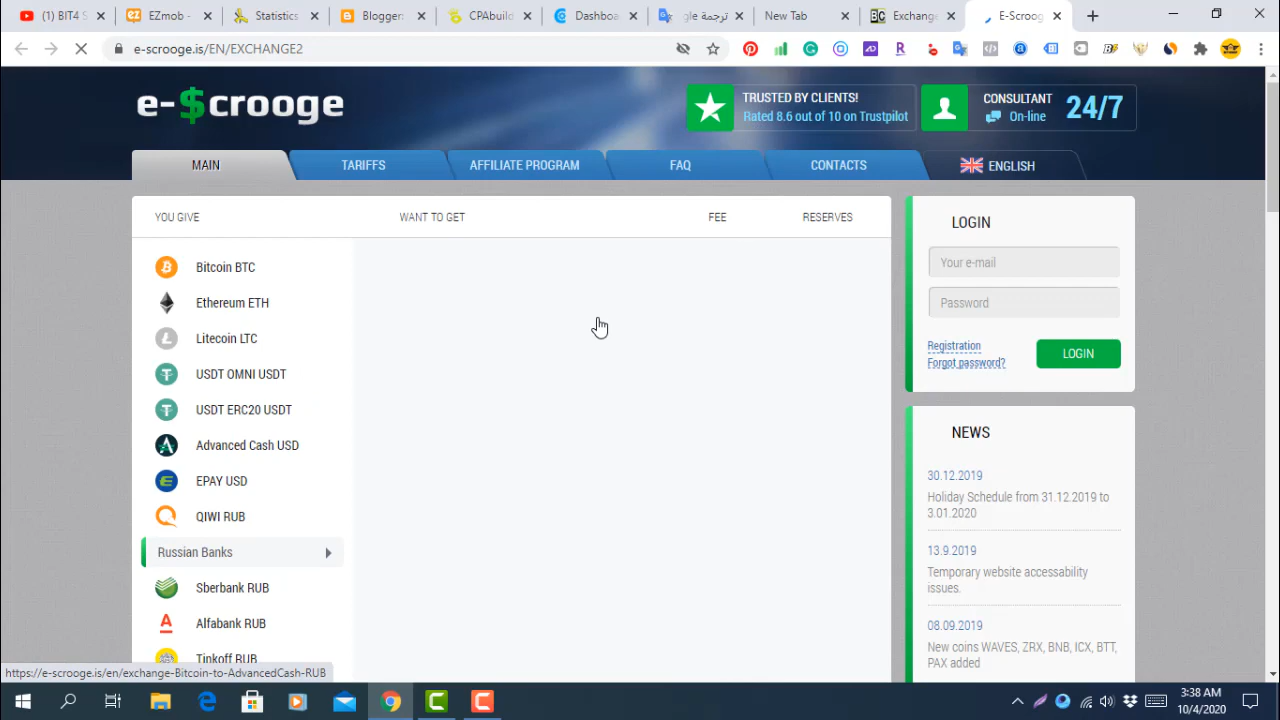 (1) BIT4 S
EZmob -
Statistics
Blogger:
CPAbuild
Dashboa
ترجمة gle
New Tab
Exchange
E-Scroog
e-scrooge.is/EN/EXCHANGE2
e-$crooge
TRUSTED BY CLIENTS!
Rated 8.6 out of 10 on Trustpilot
CONSULTANT
On-line
24/7
MAIN
TARIFFS
AFFILIATE PROGRAM
FAQ
CONTACTS
ENGLISH
YOU GIVE
WANT TO GET
FEE
RESERVES
Bitcoin BTC
Ethereum ETH
Litecoin LTC
USDT OMNI USDT
USDT ERC20 USDT
Advanced Cash USD
EPAY USD
QIWI RUB
Russian Banks
Sberbank RUB
Alfabank RUB
Tinkoff RUB
LOGIN
Your e-mail
Password
Registration
Forgot password?
LOGIN
NEWS
30.12.2019
Holiday Schedule from 31.12.2019 to
3.01.2020
13.9.2019
Temporary website accessability
issues.
08.09.2019
New coins WAVES, ZRX, BNB, ICX, BTT,
PAX added
https://e-scrooge.is/en/exchange-Bitcoin-to-AdvancedCash-RUB
3:38 AM
10/4/2020